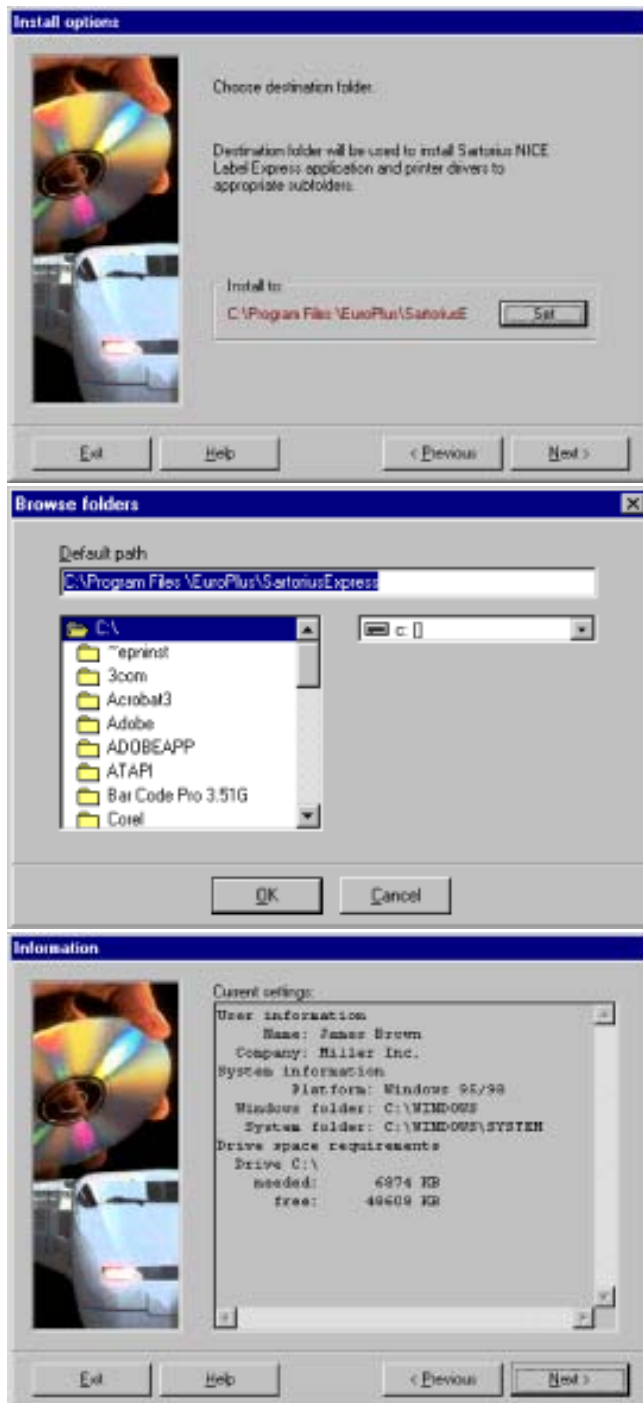 Install options
Choose destination folder.
Destination folder will be used to install Sartorius NICE
Label Express application and printer drivers to
appropriate subfolders.
Install to:
C:\Program Files \EuroPlus\SartoriusE
Set
Exit
Help
< Previous
Next >
Browse folders
Default path
C:\Program Files \EuroPlus\SartoriusExpress
C:\
c: []
~epninst
3com
Acrobat3
Adobe
ADOBEAPP
ATAPI
Bar Code Pro 3.51G
Corel
OK
Cancel
Information
Current settings:
User information
Name: James Brown
Company: Miller Inc.
System information
Platform: Windows 95/98
Windows folder: C:\WINDOWS
System folder: C:\WINDOWS\SYSTEM
Drive space requirements
Drive C:\
needed: 6874 KB
free: 48608 KB
Exit
Help
< Previous
Next >